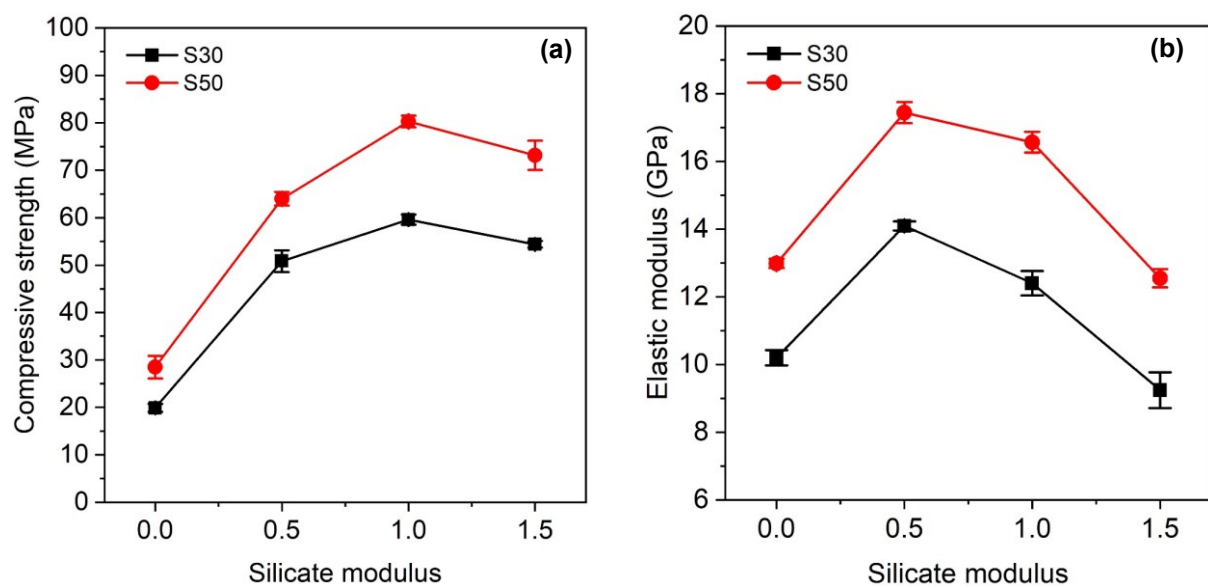 100
90
80
70
60
50
40
30
20
10
0
Compressive strength (MPa)
S30
S50
(a)
0.0 0.5 1.0 1.5
Silicate modulus
20
18
16
14
12
10
8
6
Elastic modulus (GPa)
S30
S50
(b)
0.0 0.5 1.0 1.5
Silicate modulus